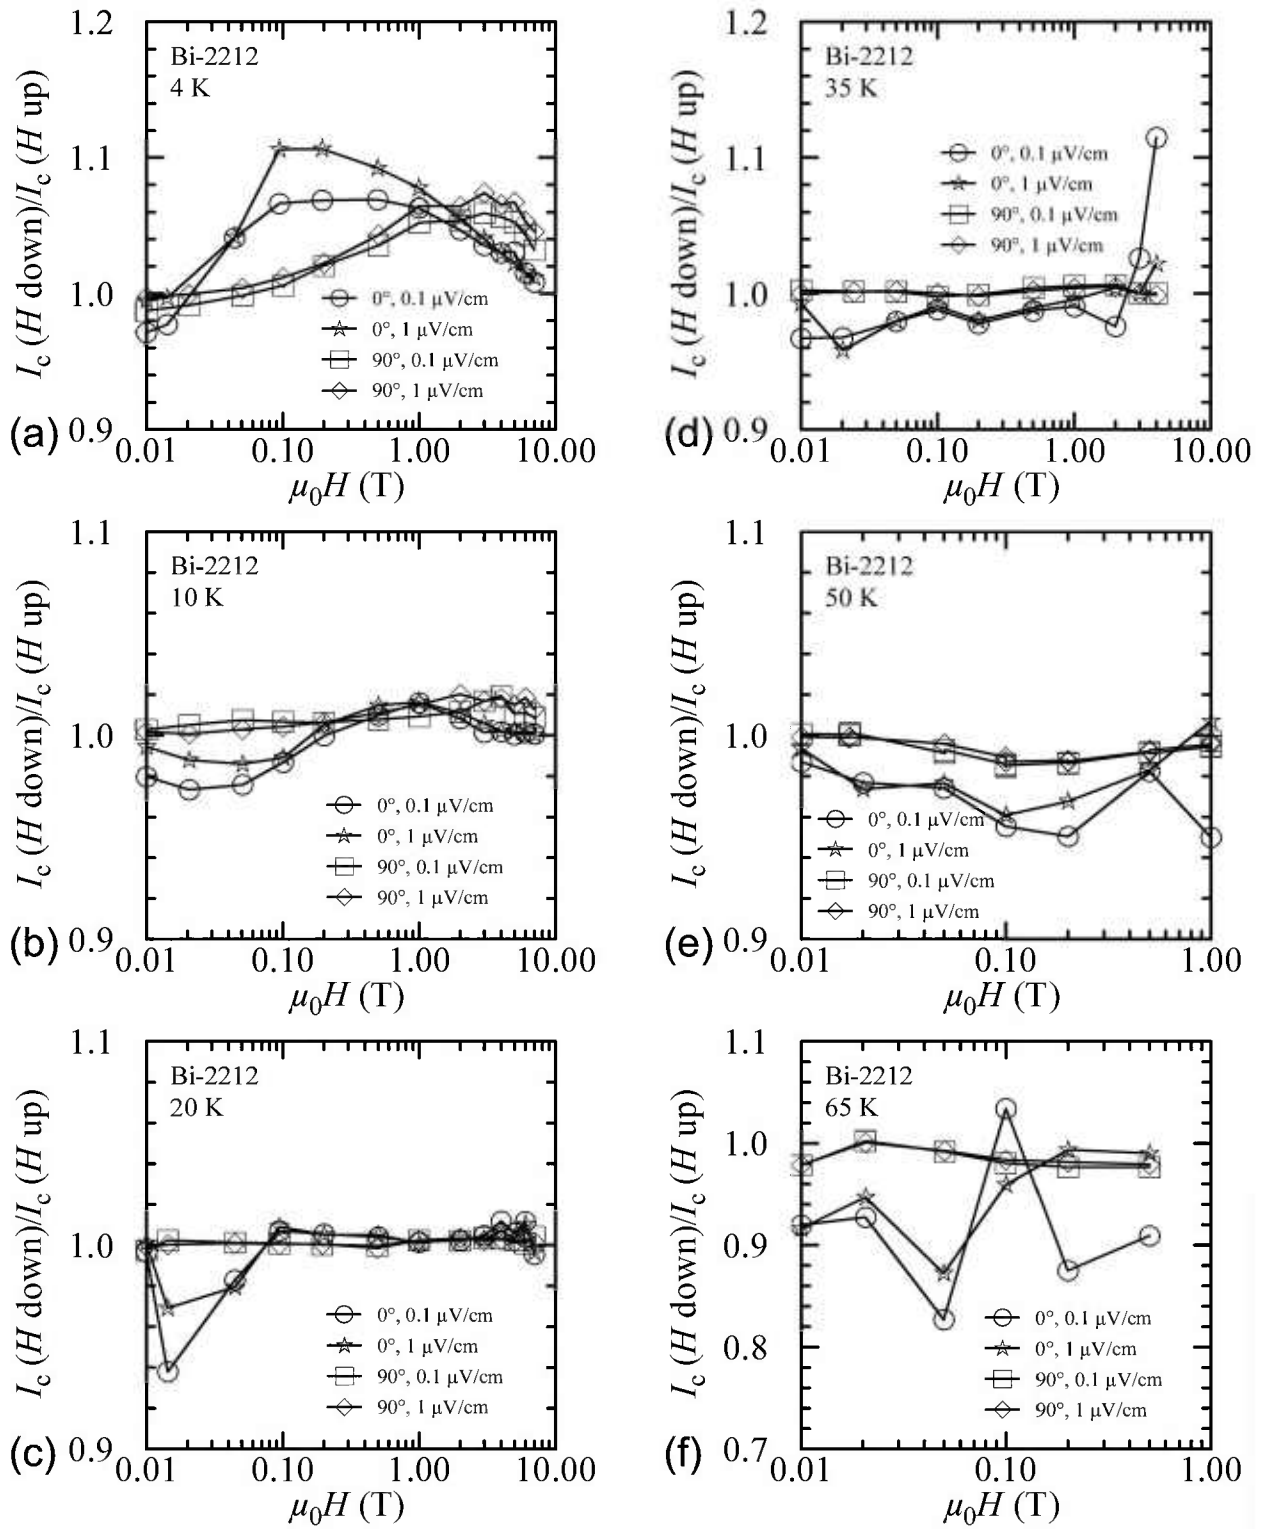 1.2
Bi-2212
4 K
1.1
1.0
0°, 0.1 μV/cm
0°, 1 μV/cm
90°, 0.1 μV/cm
90°, 1 μV/cm
0.9
(a)
0.01 0.10 1.00 10.00
μ₀H (T)
I_c (H down)/I_c (H up)
1.2
Bi-2212
35 K
1.1
0°, 0.1 μV/cm
0°, 1 μV/cm
90°, 0.1 μV/cm
90°, 1 μV/cm
1.0
0.9
(d)
0.01 0.10 1.00 10.00
μ₀H (T)
I_c (H down)/I_c (H up)
1.1
Bi-2212
10 K
1.0
0°, 0.1 μV/cm
0°, 1 μV/cm
90°, 0.1 μV/cm
90°, 1 μV/cm
0.9
(b)
0.01 0.10 1.00 10.00
μ₀H (T)
I_c (H down)/I_c (H up)
1.1
Bi-2212
50 K
1.0
0°, 0.1 μV/cm
0°, 1 μV/cm
90°, 0.1 μV/cm
90°, 1 μV/cm
0.9
(e)
0.01 0.10 1.00
μ₀H (T)
I_c (H down)/I_c (H up)
1.1
Bi-2212
20 K
1.0
0°, 0.1 μV/cm
0°, 1 μV/cm
90°, 0.1 μV/cm
90°, 1 μV/cm
0.9
(c)
0.01 0.10 1.00 10.00
μ₀H (T)
I_c (H down)/I_c (H up)
1.1
Bi-2212
65 K
1.0
0.9
0°, 0.1 μV/cm
0°, 1 μV/cm
90°, 0.1 μV/cm
90°, 1 μV/cm
0.8
0.7
(f)
0.01 0.10 1.00
μ₀H (T)
I_c (H down)/I_c (H up)